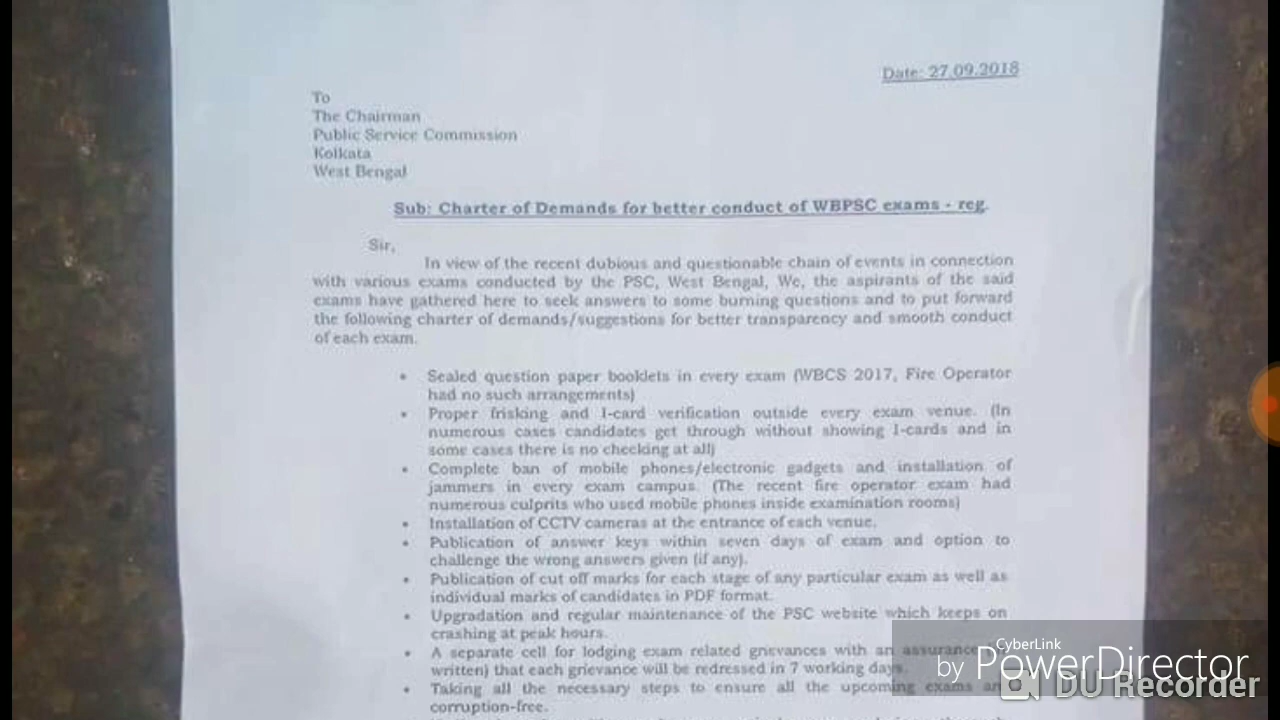 Date: 27.09.2018
To
The Chairman
Public Service Commission
Kolkata
West Bengal
Sub: Charter of Demands for better conduct of WBPSC exams - reg.
Sir,
In view of the recent dubious and questionable chain of events in connection
with various exams conducted by the PSC, West Bengal, We, the aspirants of the said
exams have gathered here to seek answers to some burning questions and to put forward
the following charter of demands/suggestions for better transparency and smooth conduct
of each exam.
• Sealed question paper booklets in every exam (WBCS 2017, Fire Operator
had no such arrangements)
• Proper frisking and I-card verification outside every exam venue. (In
numerous cases candidates get through without showing I-cards and in
some cases there is no checking at all)
• Complete ban of mobile phones/electronic gadgets and installation of
jammers in every exam campus. (The recent fire operator exam had
numerous culprits who used mobile phones inside examination rooms)
• Installation of CCTV cameras at the entrance of each venue.
• Publication of answer keys within seven days of exam and option to
challenge the wrong answers given (if any).
• Publication of cut off marks for each stage of any particular exam as well as
individual marks of candidates in PDF format.
• Upgradation and regular maintenance of the PSC website which keeps on
crashing at peak hours.
• A separate cell for lodging exam related grievances with an assurance
written) that each grievance will be redressed in 7 working days.
• Taking all the necessary steps to ensure all the upcoming exams
corruption-free.
CyberLink
by PowerDirector
DU Recorder